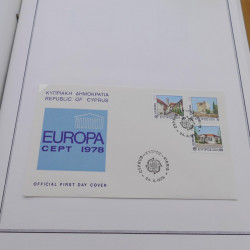 ΚΥΠΡΙΑΚΗ ΔΗΜΟΚΡΑΤΙΑ
REPUBLIC OF CYPRUS
EUROPA
CEPT 1978
OFFICIAL FIRST DAY COVER